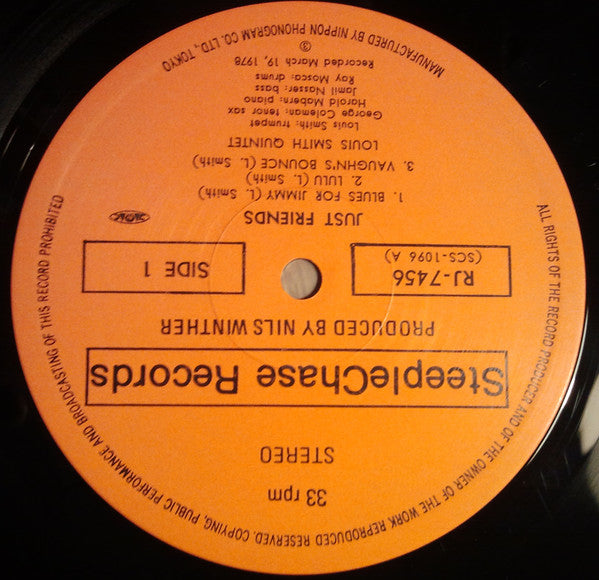 33 rpm
STEREO
SteepleChase Records
PRODUCED BY NILS WINTHER
RJ-7456
(SCS-1096 A)
SIDE 1
JUST FRIENDS
1. BLUES FOR JIMMY (L. Smith)
2. LULU (L. Smith)
3. VAUGHN'S BOUNCE (L. Smith)
LOUIS SMITH QUINTET
Louis Smith: trumpet
George Coleman: tenor sax
Harold Mabern: piano
Jamil Nasser: bass
Ray Mosca: drums
Recorded March 19, 1978
ALL RIGHTS OF THE RECORD PRODUCER AND OF THE OWNER OF THE WORK REPRODUCED RESERVED. COPYING, PUBLIC PERFORMANCE AND BROADCASTING OF THIS RECORD PROHIBITED
MANUFACTURED BY NIPPON PHONOGRAM CO. LTD., TOKYO